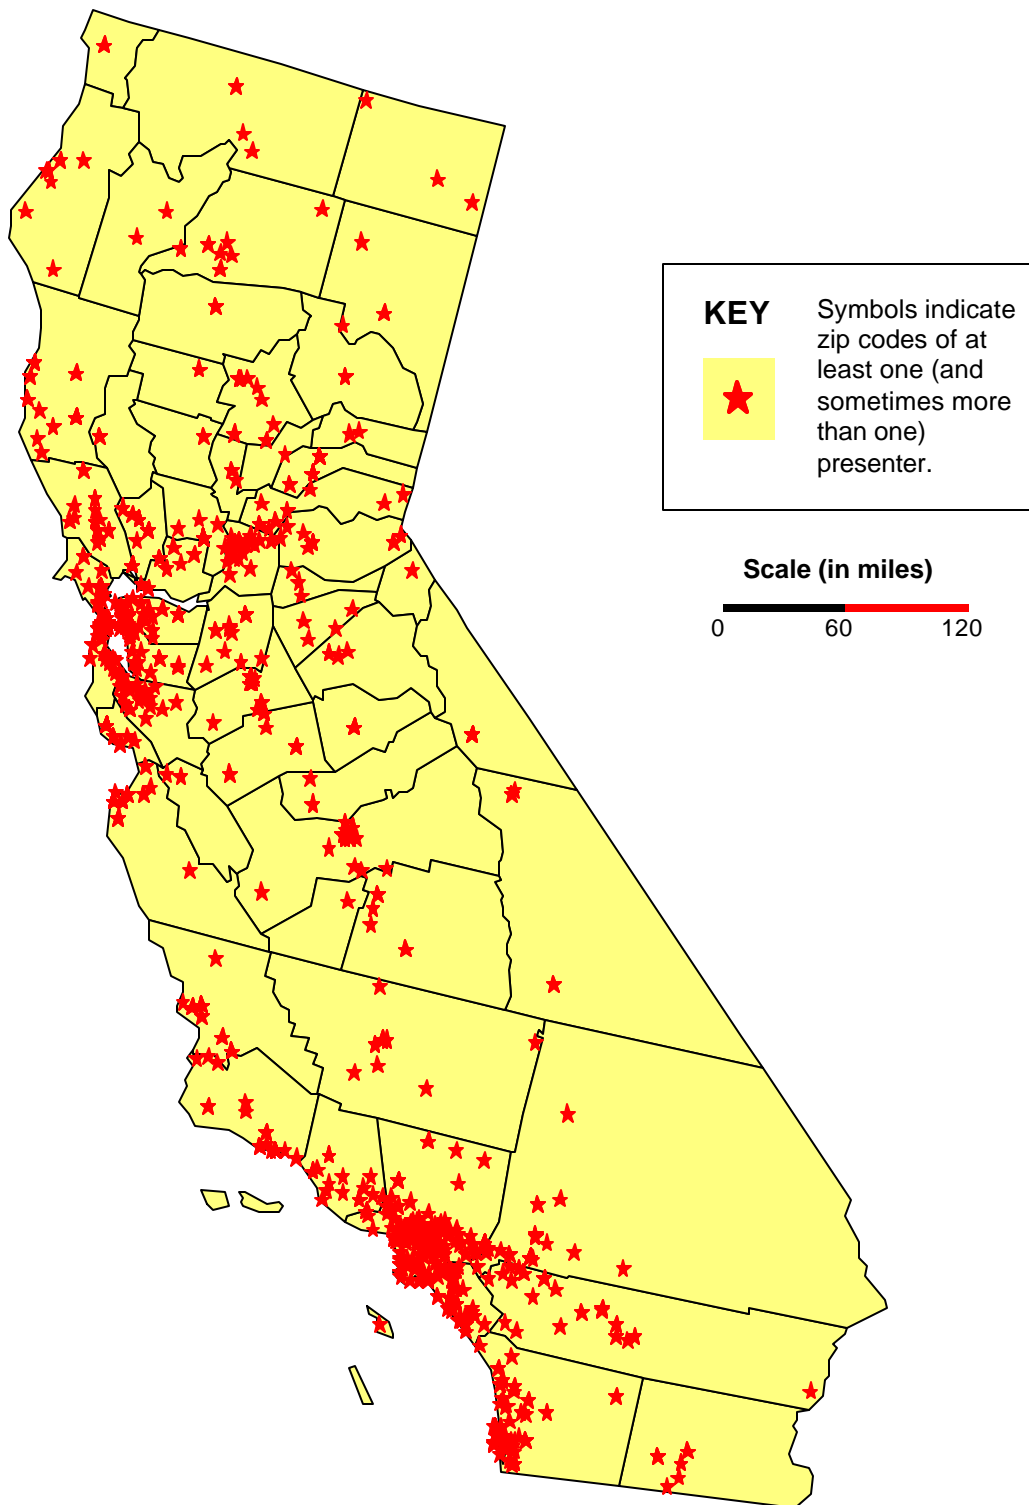 KEY
Symbols indicate
zip codes of at
least one (and
sometimes more
than one)
presenter.
Scale (in miles)
0 60 120